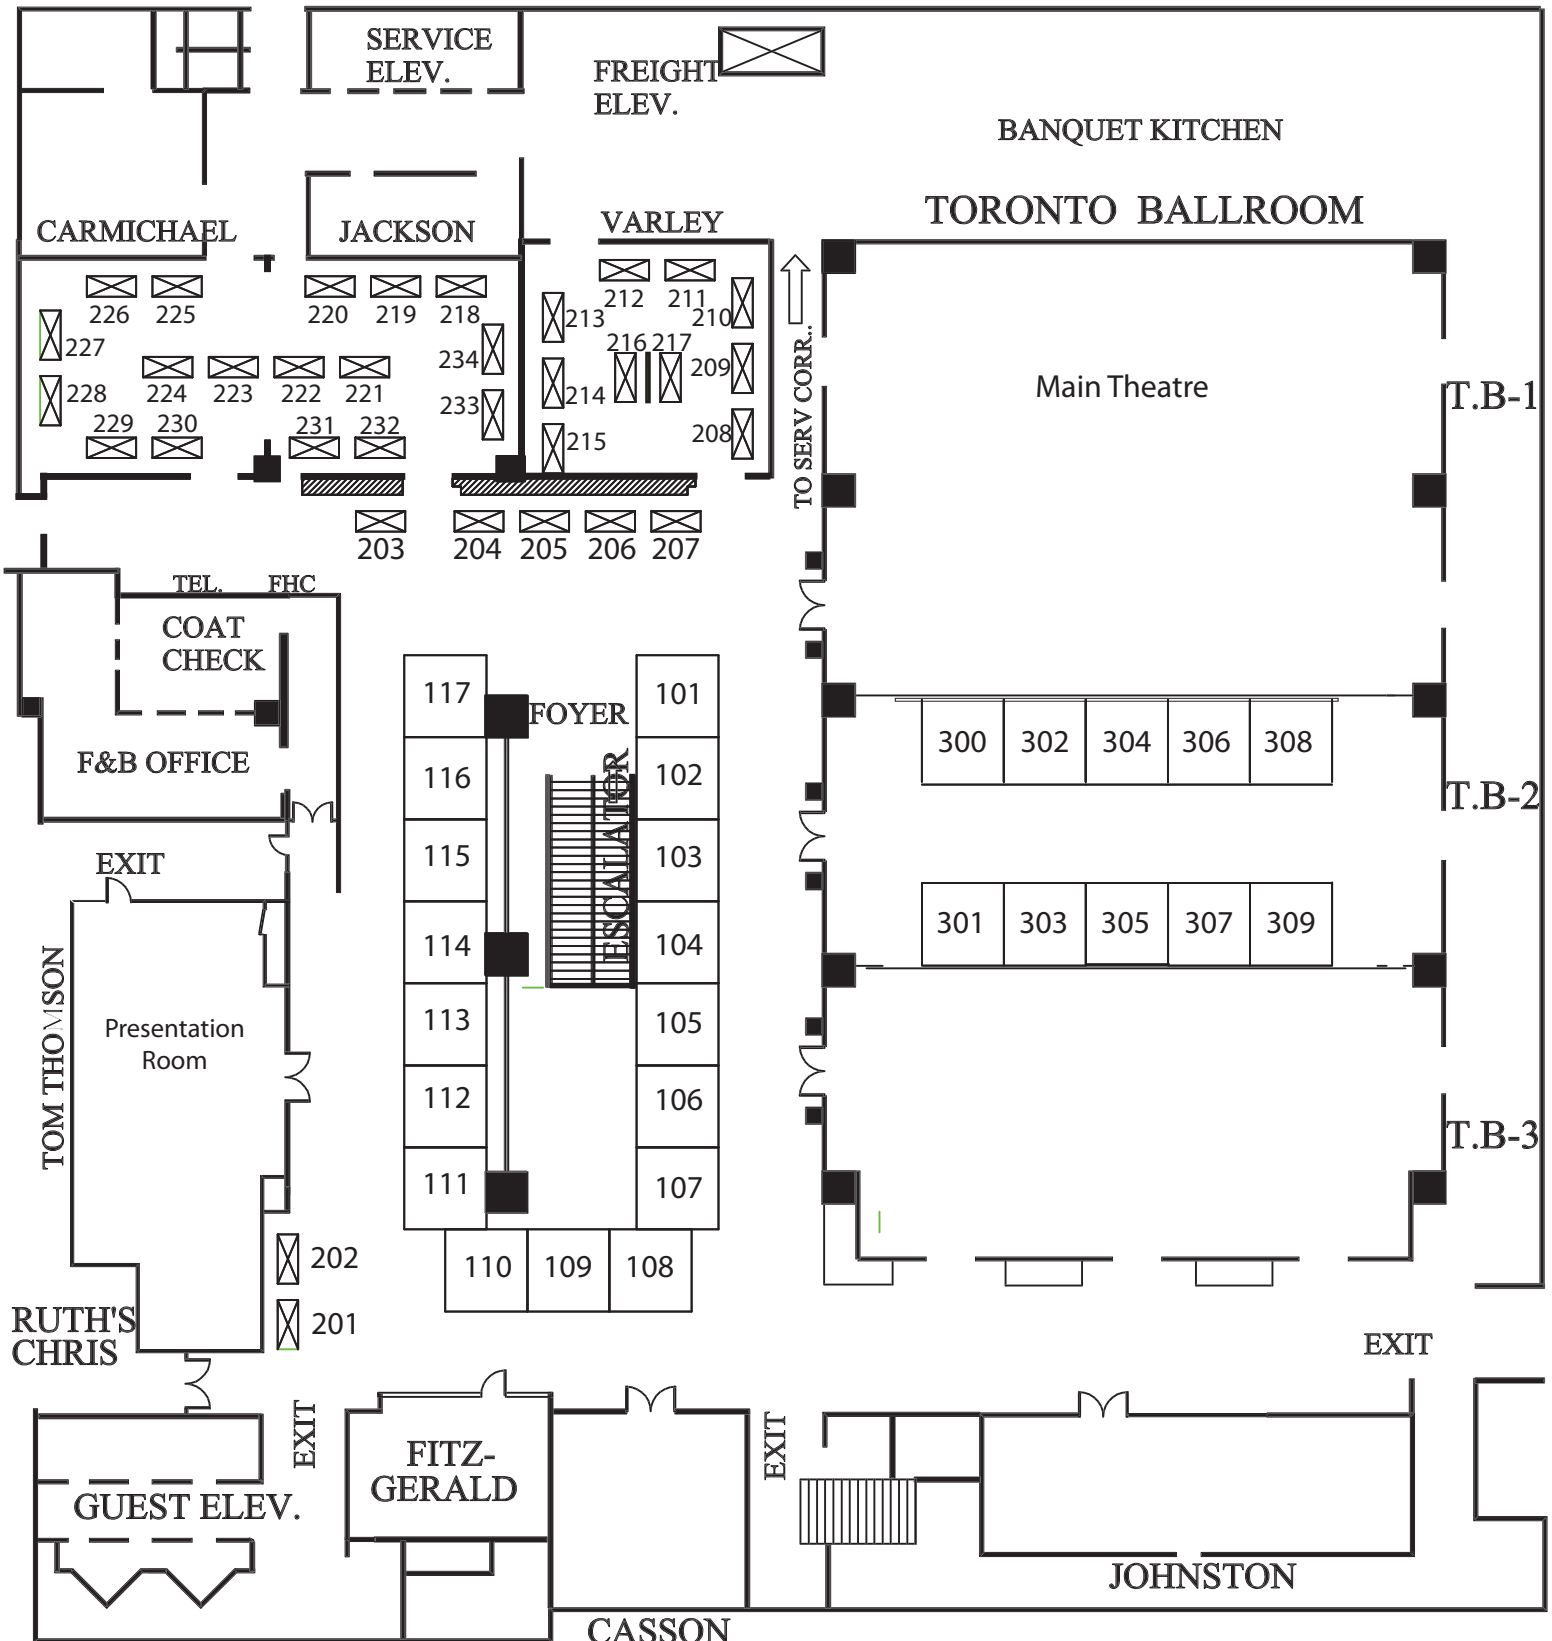 SERVICE
ELEV.
FREIGHT
ELEV.
BANQUET KITCHEN
TORONTO BALLROOM
CARMICHAEL
JACKSON
VARLEY
226 225
220 219 218
212 211
213
210
227
234
216 217
209
224 223 222 221
228
233
214
229 230
231 232
215
208
TO SERV CORR..
Main Theatre
T.B-1
203 204 205 206 207
TEL. FHC
COAT
CHECK
F&B OFFICE
117
FOYER
101
116
102
ESCALATOR
115
103
114
104
113
105
112
106
111
107
110 109 108
300 302 304 306 308
T.B-2
301 303 305 307 309
T.B-3
EXIT
TOM THOMSON
Presentation
Room
202
201
RUTH'S
CHRIS
EXIT
GUEST ELEV.
FITZ-
GERALD
EXIT
EXIT
JOHNSTON
CASSON